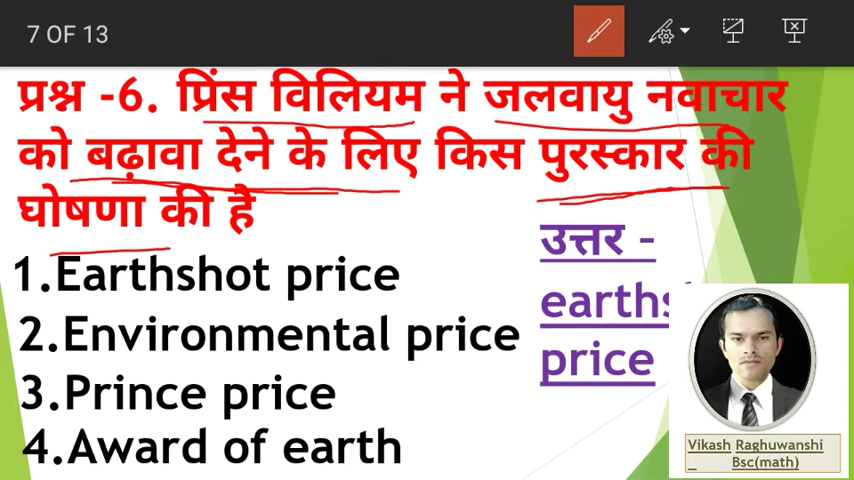 7 OF 13
प्रश्न -6. प्रिंस विलियम ने जलवायु नवाचार
को बढ़ावा देने के लिए किस पुरस्कार की
घोषणा की है
1.Earthshot price
2.Environmental price
3.Prince price
4.Award of earth
उत्तर -
price
Vikash Raghuwanshi
Bsc(math)